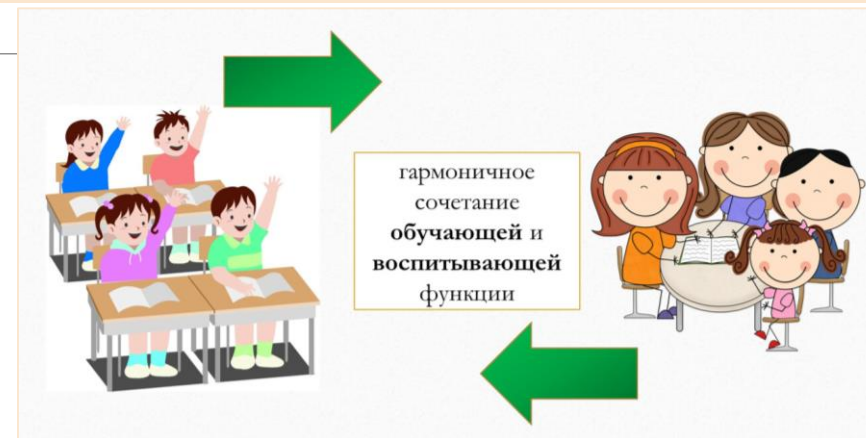 гармоничное
сочетание
обучающей и
воспитывающей
функции